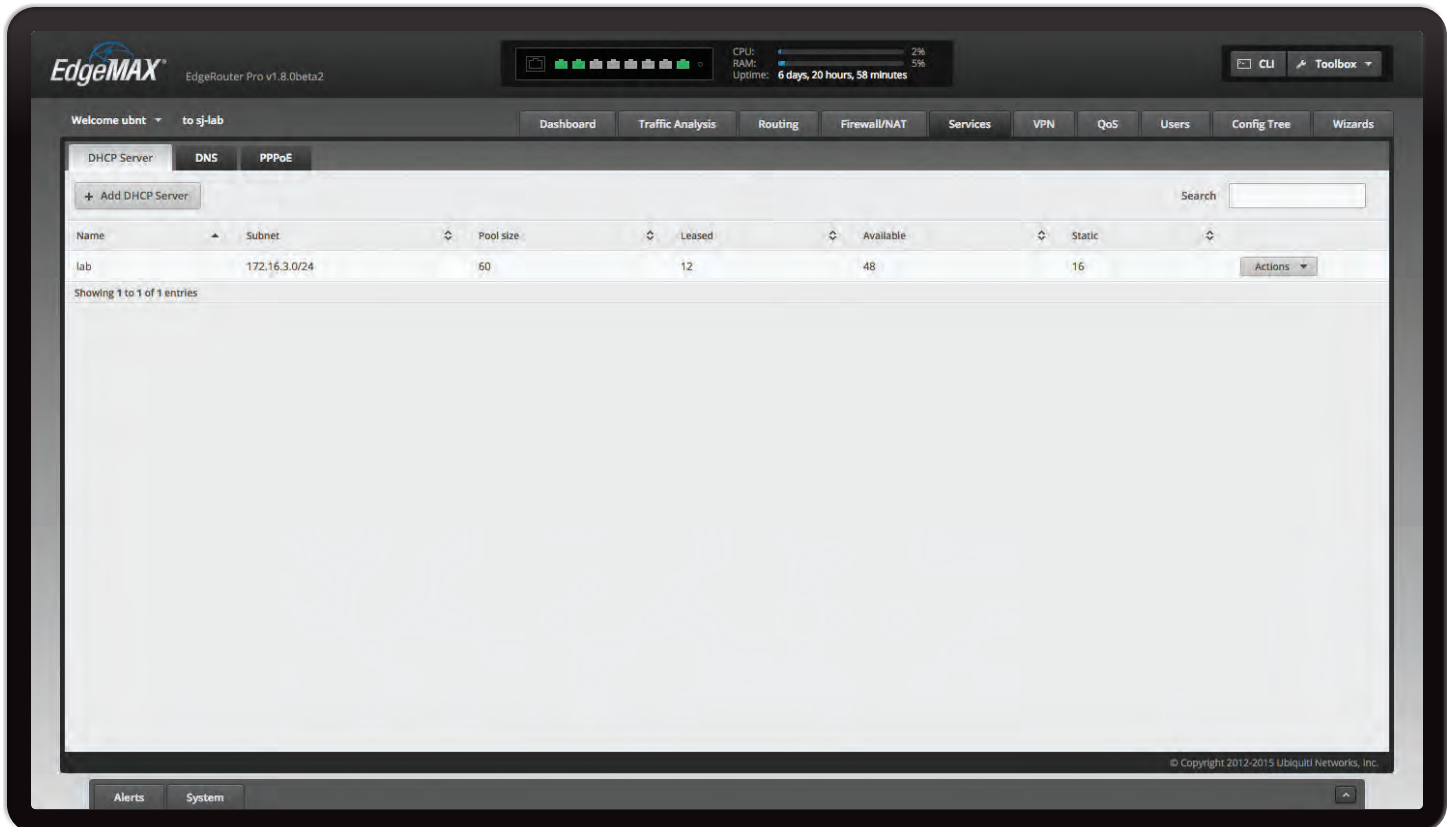 EdgeMAX®
EdgeRouter Pro v1.8.0beta2
CPU: 2%
RAM: 5%
Uptime: 6 days, 20 hours, 58 minutes
CLI Toolbox
Welcome ubnt to sj-lab
Dashboard Traffic Analysis Routing Firewall/NAT Services VPN QoS Users Config Tree Wizards
DHCP Server DNS PPPoE
+ Add DHCP Server
Search
Name Subnet Pool size Leased Available Static
lab 172.16.3.0/24 60 12 48 16 Actions
Showing 1 to 1 of 1 entries
© Copyright 2012-2015 Ubiquiti Networks, Inc.
Alerts System